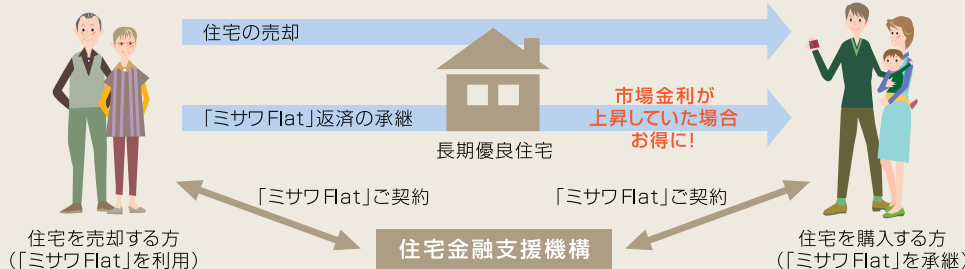 住宅の売却
「ミサワFlat」返済の承継
長期優良住宅
市場金利が
上昇していた場合
お得に!
「ミサワFlat」ご契約
「ミサワFlat」ご契約
住宅を売却する方
(「ミサワFlat」を利用)
住宅金融支援機構
住宅を購入する方
(「ミサワFlat」を承継)